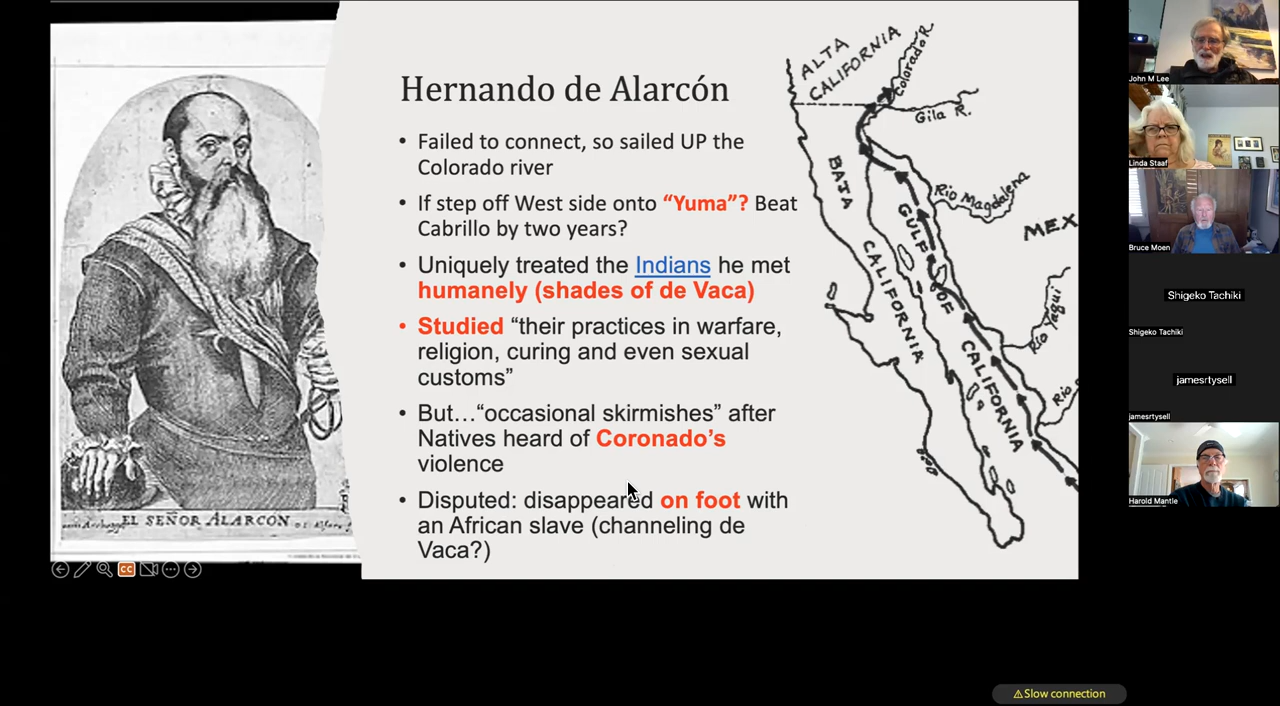 Hernando de Alarcón
• Failed to connect, so sailed UP the
Colorado river
• If step off West side onto “Yuma”? Beat
Cabrillo by two years?
• Uniquely treated the Indians he met
humanely (shades of de Vaca)
• Studied “their practices in warfare,
religion, curing and even sexual
customs”
• But…“occasional skirmishes” after
Natives heard of Coronado’s
violence
• Disputed: disappeared on foot with
an African slave (channeling de
Vaca?)
EL SEÑOR ALARCON
ALTA
CALIFORNIA
Colorado R.
Gila R.
BAJA
CALIFORNIA
GULF OF
CALIFORNIA
Rio Magdalena
MEX
Rio Yaqui
Rio
CC
John M Lee
Linda Staaf
Bruce Moen
Shigeko Tachiki
Shigeko Tachiki
jamesrtysell
jamesrtysell
Harold Mantle
⚠Slow connection